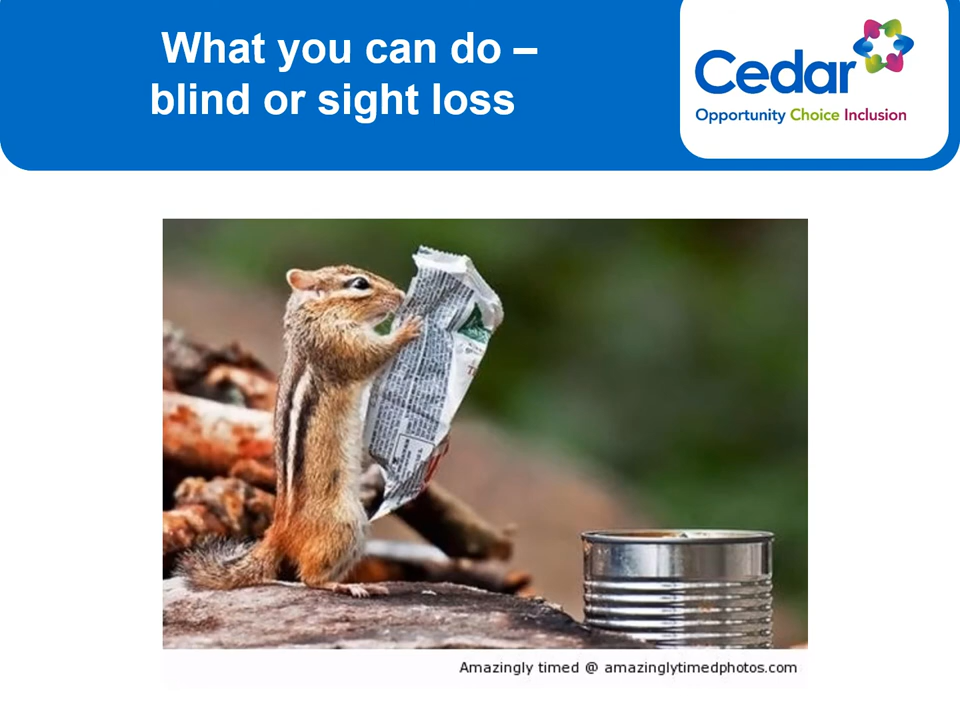 What you can do –
blind or sight loss
Cedar
Opportunity Choice Inclusion
Amazingly timed @ amazinglytimedphotos.com